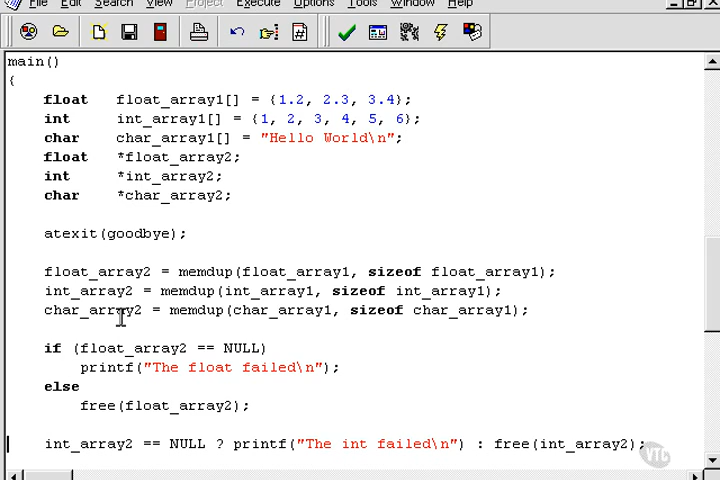 File Edit Search View Project Execute Options Tools Window Help
main()
{
float float_array1[] = {1.2, 2.3, 3.4};
int int_array1[] = {1, 2, 3, 4, 5, 6};
char char_array1[] = "Hello World\n";
float *float_array2;
int *int_array2;
char *char_array2;
atexit(goodbye);
float_array2 = memdup(float_array1, sizeof float_array1);
int_array2 = memdup(int_array1, sizeof int_array1);
char_array2 = memdup(char_array1, sizeof char_array1);
if (float_array2 == NULL)
printf("The float failed\n");
else
free(float_array2);
int_array2 == NULL ? printf("The int failed\n") : free(int_array2);
VTC